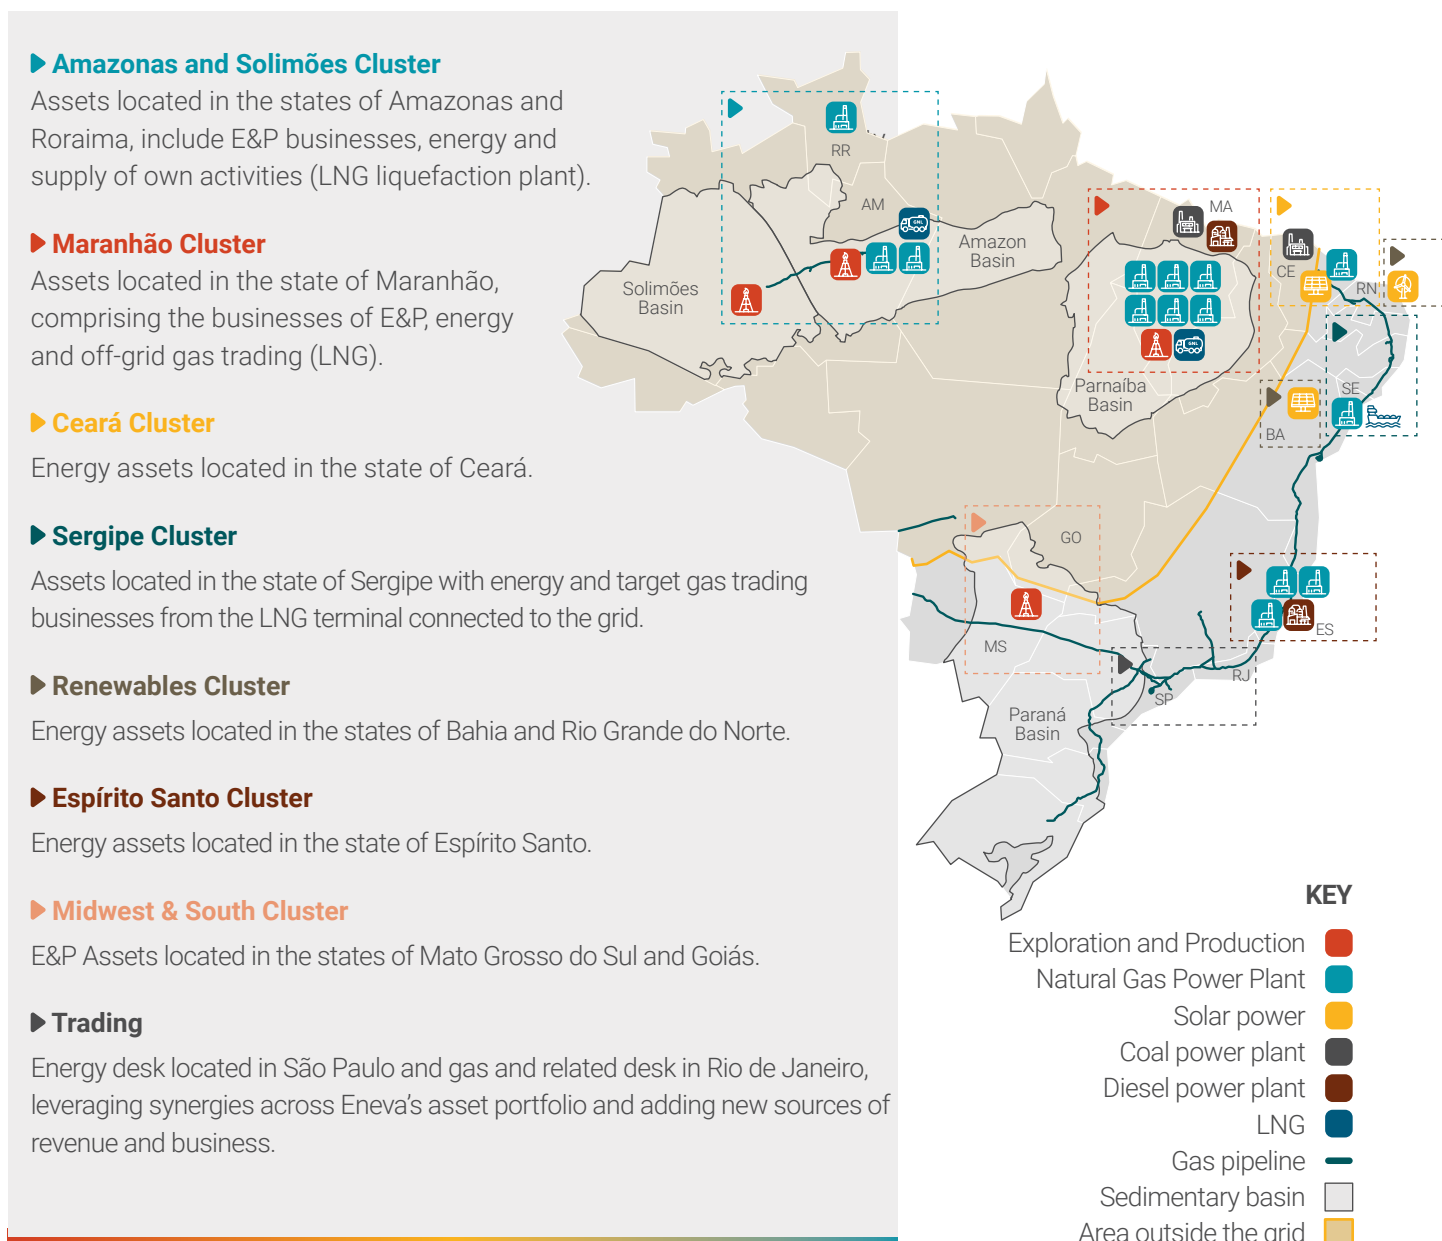 Amazonas and Solimões Cluster
Assets located in the states of Amazonas and
Roraima, include E&P businesses, energy and
supply of own activities (LNG liquefaction plant).
Maranhão Cluster
Assets located in the state of Maranhão,
comprising the businesses of E&P, energy
and off-grid gas trading (LNG).
Ceará Cluster
Energy assets located in the state of Ceará.
Sergipe Cluster
Assets located in the state of Sergipe with energy and target gas trading
businesses from the LNG terminal connected to the grid.
Renewables Cluster
Energy assets located in the states of Bahia and Rio Grande do Norte.
Espírito Santo Cluster
Energy assets located in the state of Espírito Santo.
Midwest & South Cluster
E&P Assets located in the states of Mato Grosso do Sul and Goiás.
Trading
Energy desk located in São Paulo and gas and related desk in Rio de Janeiro,
leveraging synergies across Eneva's asset portfolio and adding new sources of
revenue and business.
RR
AM
GNL
Amazon
Basin
Solimões
Basin
MA
GNL
Parnaíba
Basin
CE
RN
SE
BA
GO
MS
ES
RJ
SP
Paraná
Basin
KEY
Exploration and Production
Natural Gas Power Plant
Solar power
Coal power plant
Diesel power plant
LNG
Gas pipeline
Sedimentary basin
Area outside the grid